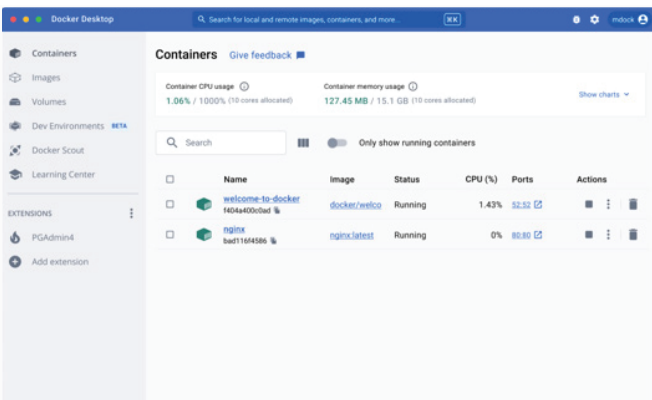 Docker Desktop
Search for local and remote images, containers, and more...
⌘K
mdock
Containers
Images
Volumes
Dev Environments BETA
Docker Scout
Learning Center
EXTENSIONS
PGAdmin4
Add extension
Containers Give feedback
Container CPU usage
1.06% / 1000% (10 cores allocated)
Container memory usage
127.45 MB / 15.1 GB (10 cores allocated)
Show charts
Search
Only show running containers
Name Image Status CPU (%) Ports Actions
welcome-to-docker docker/welco Running 1.43% 52:52
f404a400c0ad
nginx nginx:latest Running 0% 80:80
bad116f4586